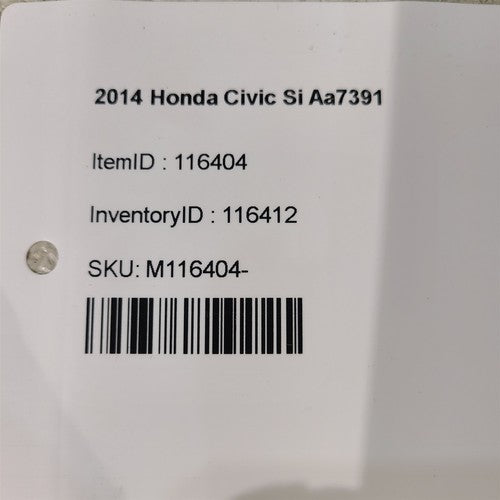 2014 Honda Civic Si Aa7391
ItemID : 116404
InventoryID : 116412
SKU: M116404-